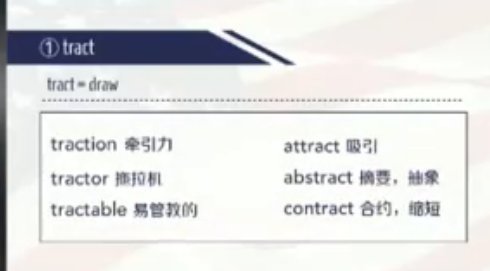 ① tract
tract = draw
traction 牵引力
attract 吸引
tractor 拖拉机
abstract 摘要，抽象
tractable 易管教的
contract 合约，缩短